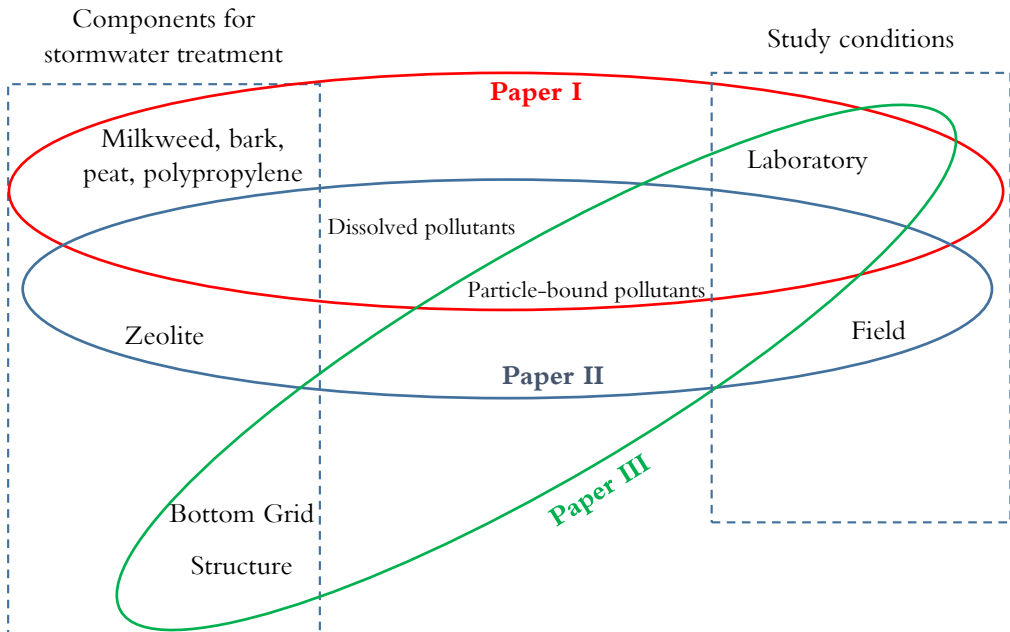 Components for
stormwater treatment
Study conditions
Paper I
Milkweed, bark,
peat, polypropylene
Laboratory
Dissolved pollutants
Particle-bound pollutants
Zeolite
Field
Paper II
Paper III
Bottom Grid
Structure